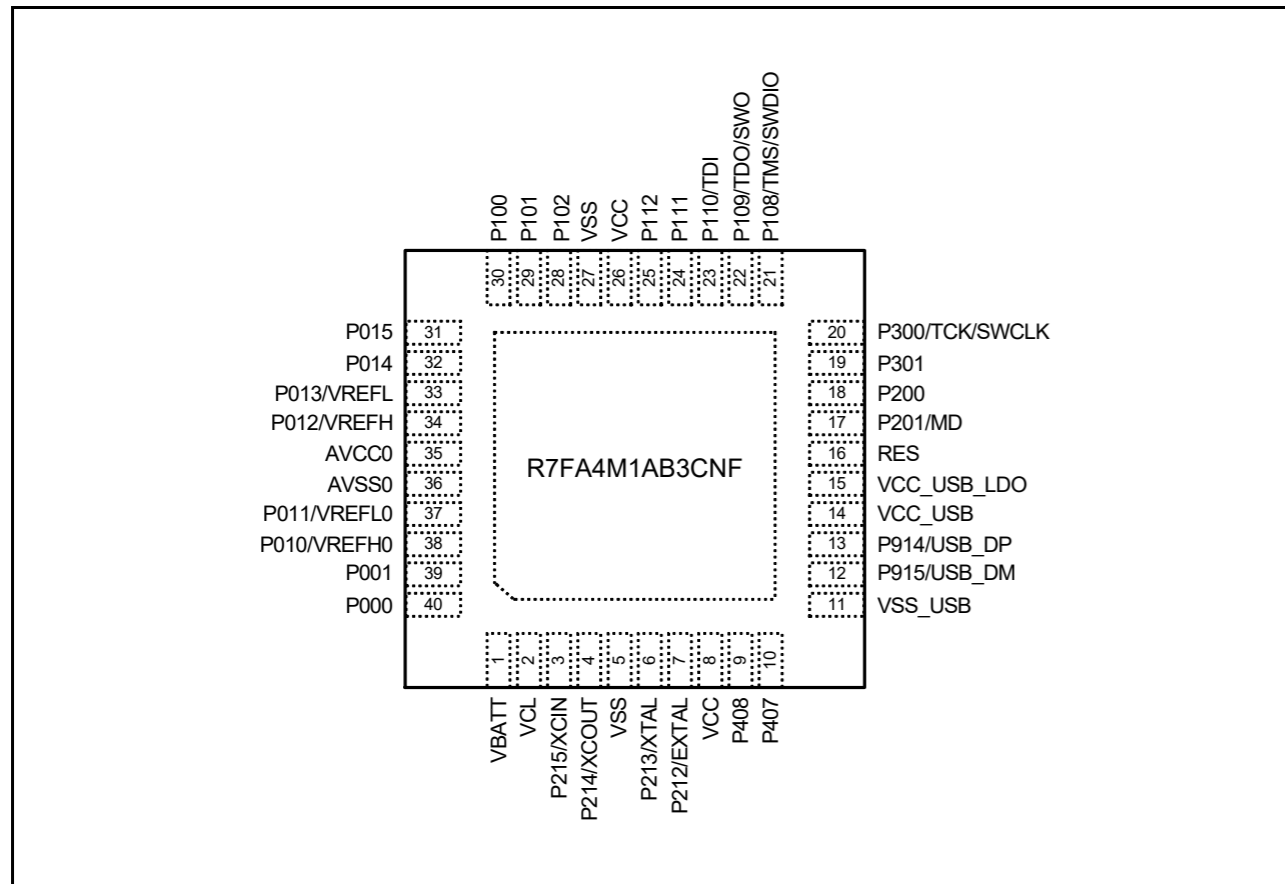 P100
P101
P102
VSS
VCC
P112
P111
P110/TDI
P109/TDO/SWO
P108/TMS/SWDIO
30
29
28
27
26
25
24
23
22
21
P015 31
P014 32
P013/VREFL 33
P012/VREFH 34
AVCC0 35
AVSS0 36
P011/VREFL0 37
P010/VREFH0 38
P001 39
P000 40
R7FA4M1AB3CNF
20 P300/TCK/SWCLK
19 P301
18 P200
17 P201/MD
16 RES
15 VCC_USB_LDO
14 VCC_USB
13 P914/USB_DP
12 P915/USB_DM
11 VSS_USB
1
2
3
4
5
6
7
8
9
10
VBATT
VCL
P215/XCIN
P214/XCOUT
VSS
P213/XTAL
P212/EXTAL
VCC
P408
P407